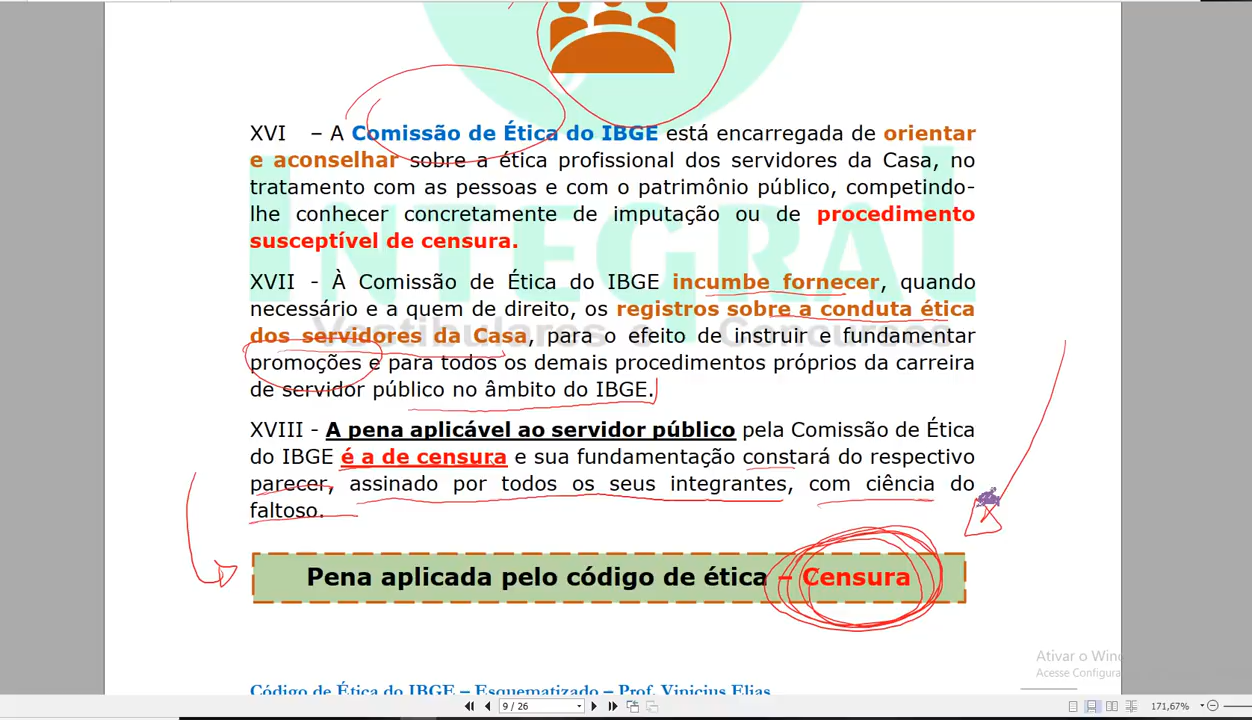 XVI – A Comissão de Ética do IBGE está encarregada de orientar
e aconselhar sobre a ética profissional dos servidores da Casa, no
tratamento com as pessoas e com o patrimônio público, competindo-
lhe conhecer concretamente de imputação ou de procedimento
susceptível de censura.
XVII - À Comissão de Ética do IBGE incumbe fornecer, quando
necessário e a quem de direito, os registros sobre a conduta ética
dos servidores da Casa, para o efeito de instruir e fundamentar
promoções e para todos os demais procedimentos próprios da carreira
de servidor público no âmbito do IBGE.
XVIII - A pena aplicável ao servidor público pela Comissão de Ética
do IBGE é a de censura e sua fundamentação constará do respectivo
parecer, assinado por todos os seus integrantes, com ciência do
faltoso.
Pena aplicada pelo código de ética – Censura
INTEGRAL
Vestibulares e Concursos
Código de Ética do IBGE – Esquematizado – Prof. Vinicius Elias
Ativar o Wind
Acesse Configura
9 / 26
171,67%